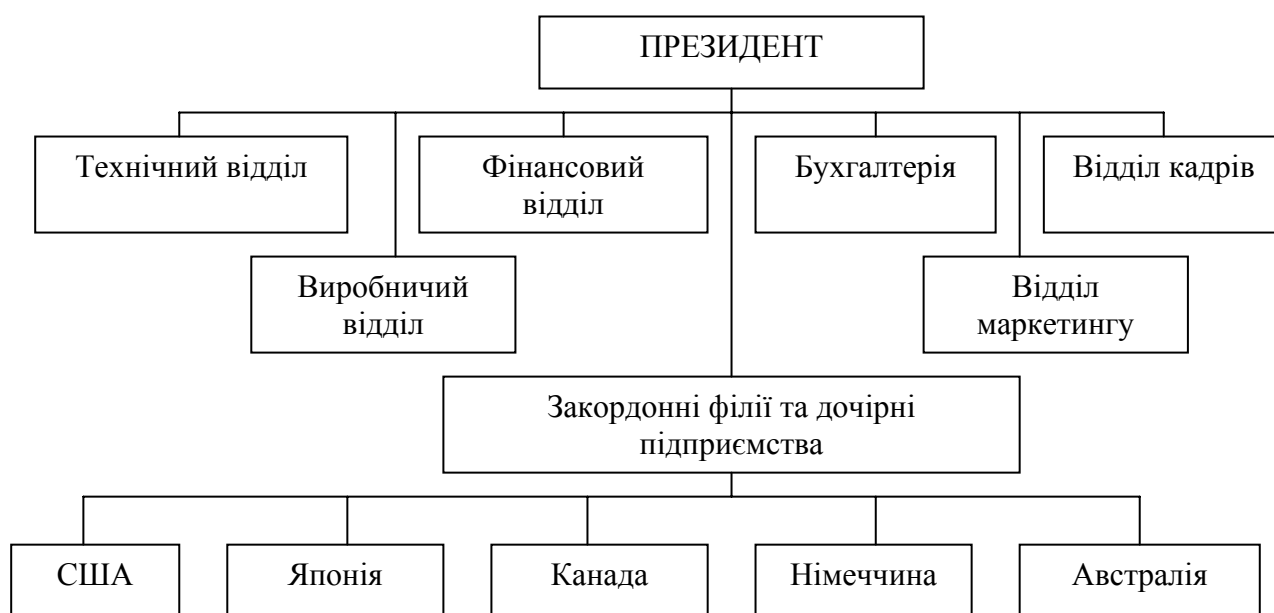 ПРЕЗИДЕНТ
Технічний відділ
Фінансовий
відділ
Бухгалтерія
Відділ кадрів
Виробничий
відділ
Відділ
маркетингу
Закордонні філії та дочірні
підприємства
США
Японія
Канада
Німеччина
Австралія